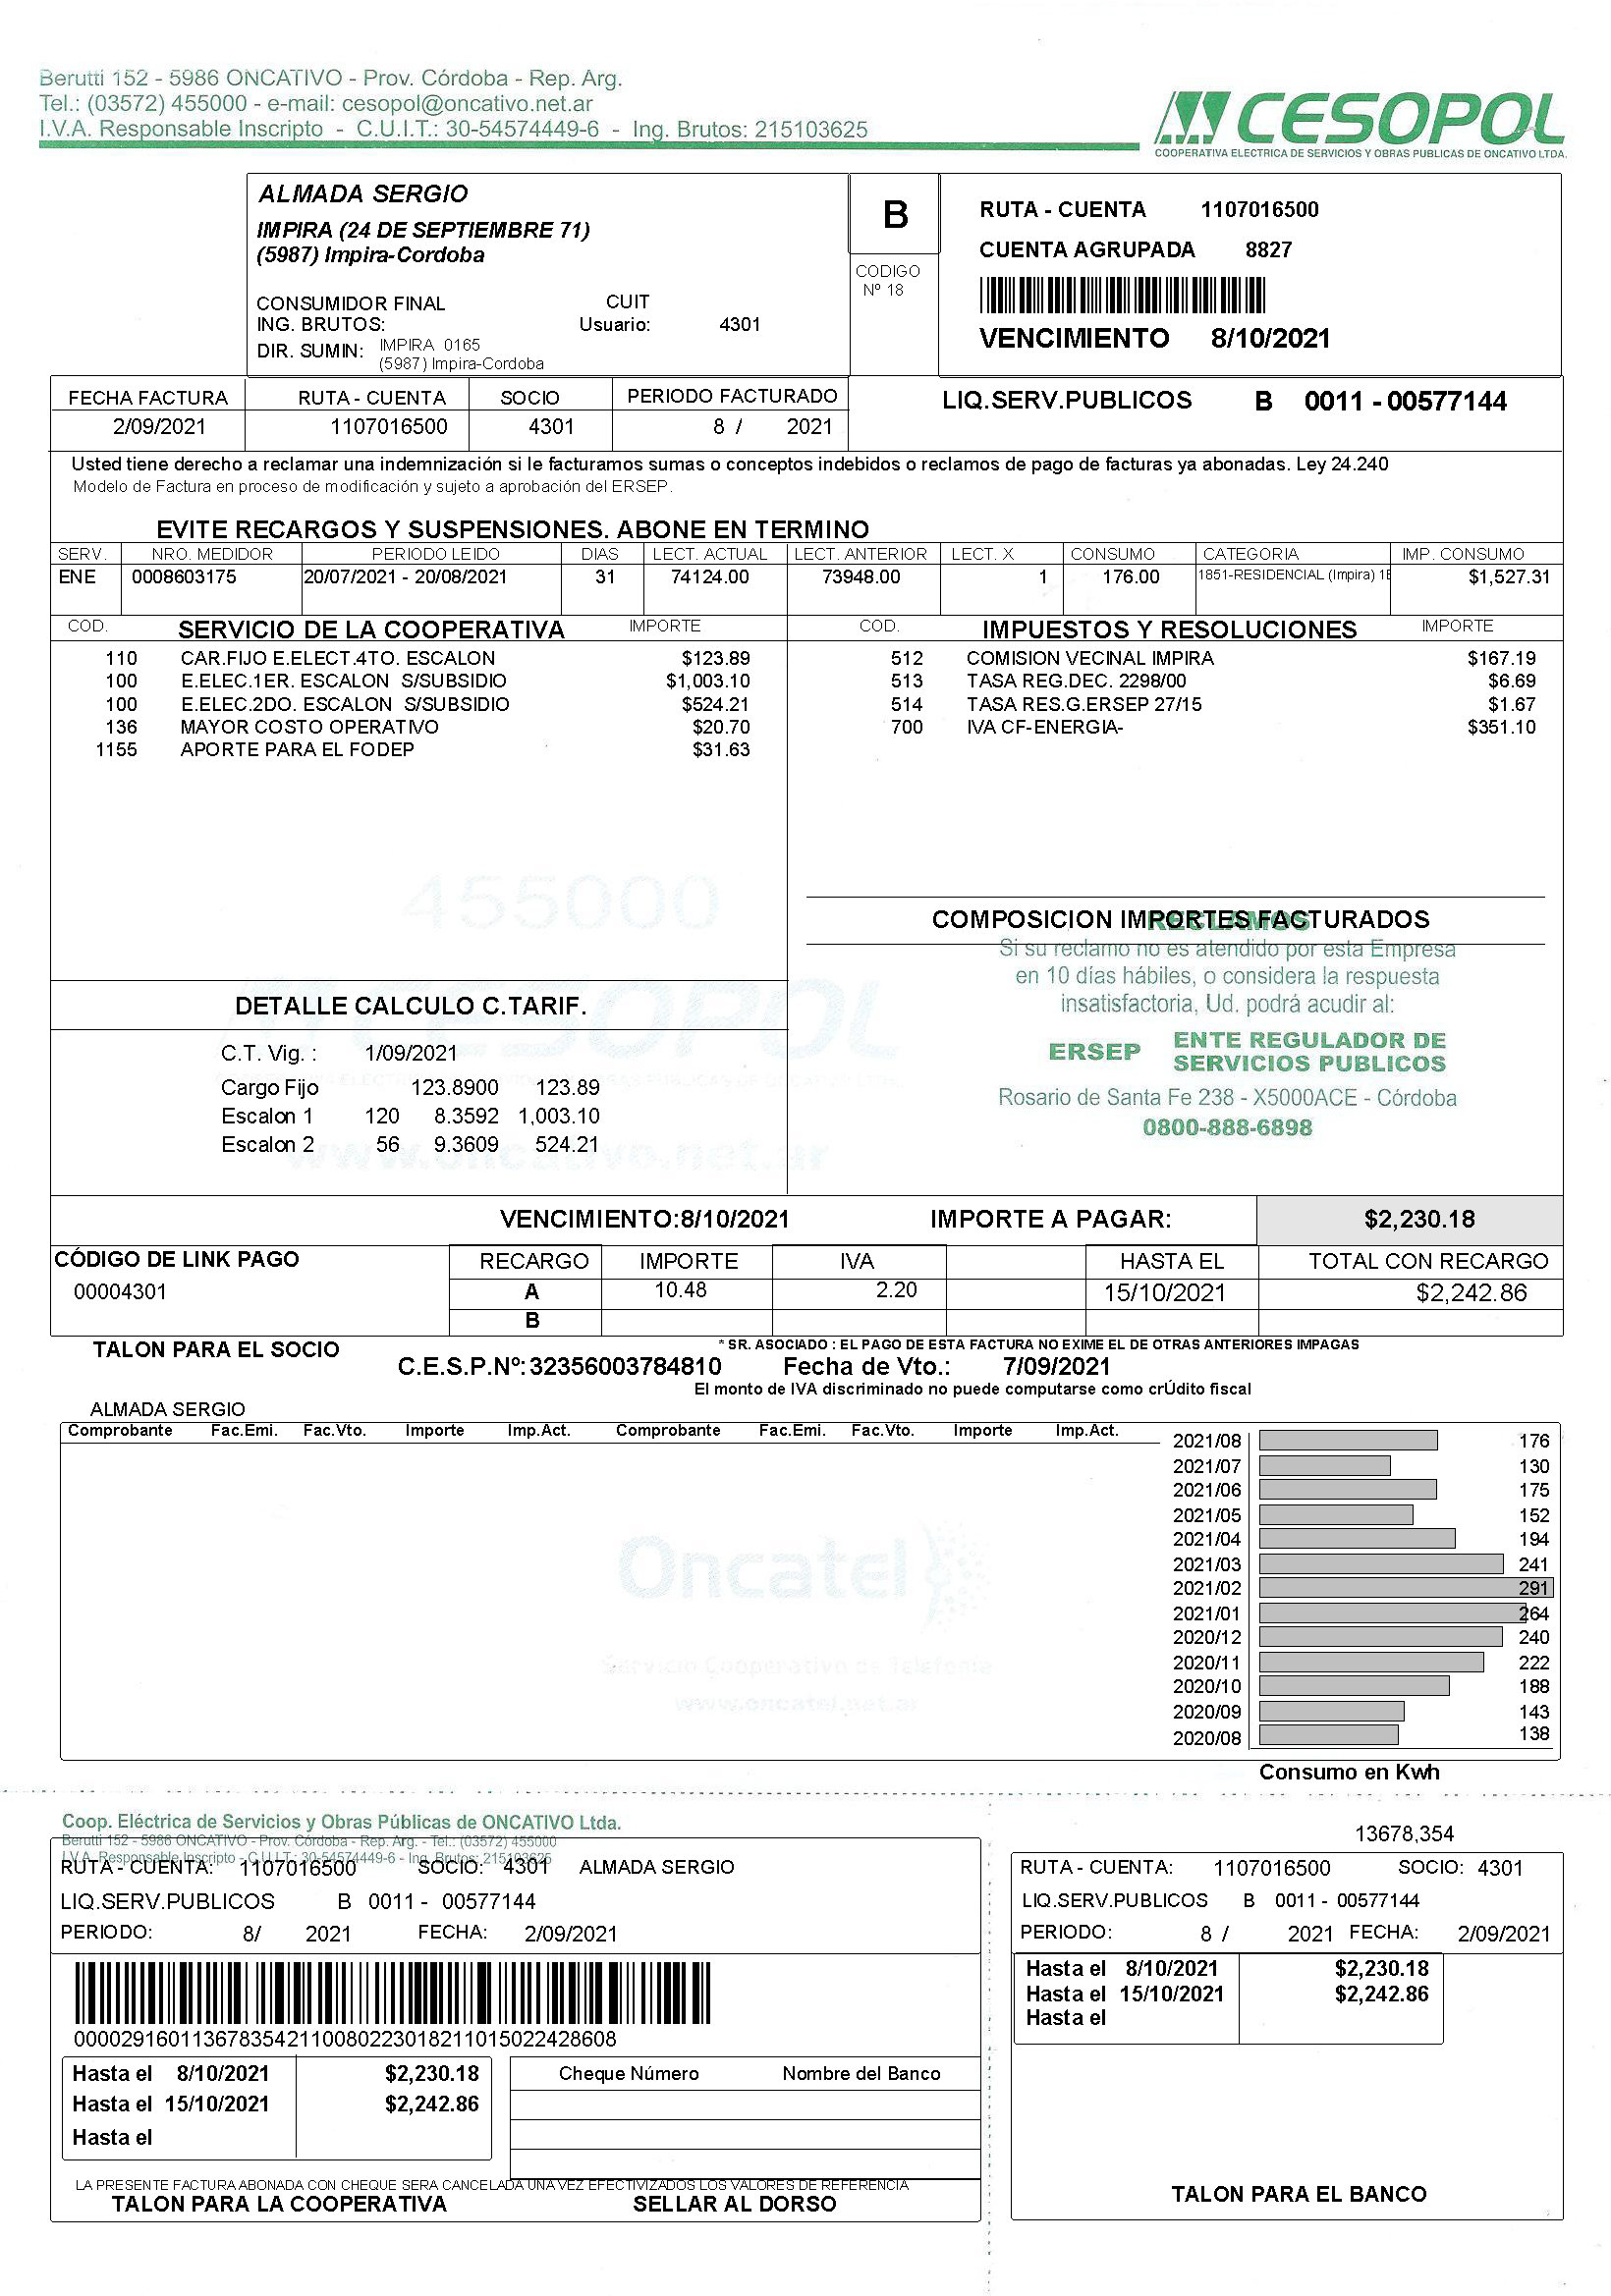 Berutti 152 - 5986 ONCATIVO - Prov. Córdoba - Rep. Arg.
Tel.: (03572) 455000 - e-mail: cesopol@oncativo.net.ar
I.V.A. Responsable Inscripto - C.U.I.T.: 30-54574449-6 - Ing. Brutos: 215103625
CESOPOL
COOPERATIVA ELECTRICA DE SERVICIOS Y OBRAS PUBLICAS DE ONCATIVO LTDA.
ALMADA SERGIO
IMPIRA (24 DE SEPTIEMBRE 71)
(5987) Impira-Cordoba
CONSUMIDOR FINAL CUIT
ING. BRUTOS: Usuario: 4301
DIR. SUMIN: IMPIRA 0165
(5987) Impira-Cordoba
B
CODIGO
Nº 18
RUTA - CUENTA 1107016500
CUENTA AGRUPADA 8827
VENCIMIENTO 8/10/2021
FECHA FACTURA RUTA - CUENTA SOCIO PERIODO FACTURADO
2/09/2021 1107016500 4301 8 / 2021
LIQ.SERV.PUBLICOS B 0011 - 00577144
Usted tiene derecho a reclamar una indemnización si le facturamos sumas o conceptos indebidos o reclamos de pago de facturas ya abonadas. Ley 24.240
Modelo de Factura en proceso de modificación y sujeto a aprobación del ERSEP.
EVITE RECARGOS Y SUSPENSIONES. ABONE EN TERMINO
SERV. NRO. MEDIDOR PERIODO LEIDO DIAS LECT. ACTUAL LECT. ANTERIOR LECT. X CONSUMO CATEGORIA IMP. CONSUMO
ENE 0008603175 20/07/2021 - 20/08/2021 31 74124.00 73948.00 1 176.00 1851-RESIDENCIAL (Impira) 1E $1,527.31
COD. SERVICIO DE LA COOPERATIVA IMPORTE
110 CAR.FIJO E.ELECT.4TO. ESCALON $123.89
100 E.ELEC.1ER. ESCALON S/SUBSIDIO $1,003.10
100 E.ELEC.2DO. ESCALON S/SUBSIDIO $524.21
136 MAYOR COSTO OPERATIVO $20.70
1155 APORTE PARA EL FODEP $31.63
COD. IMPUESTOS Y RESOLUCIONES IMPORTE
512 COMISION VECINAL IMPIRA $167.19
513 TASA REG.DEC. 2298/00 $6.69
514 TASA RES.G.ERSEP 27/15 $1.67
700 IVA CF-ENERGIA- $351.10
455000
CESOPOL
www.oncativo.net.ar
COMPOSICION IMPORTES FACTURADOS
RECLAMOS
Si su reclamo no es atendido por esta Empresa
en 10 días hábiles, o considera la respuesta
insatisfactoria, Ud. podrá acudir al:
ERSEP ENTE REGULADOR DE
SERVICIOS PUBLICOS
Rosario de Santa Fe 238 - X5000ACE - Córdoba
0800-888-6898
DETALLE CALCULO C.TARIF.
C.T. Vig. : 1/09/2021
Cargo Fijo 123.8900 123.89
Escalon 1 120 8.3592 1,003.10
Escalon 2 56 9.3609 524.21
VENCIMIENTO:8/10/2021 IMPORTE A PAGAR: $2,230.18
CÓDIGO DE LINK PAGO
00004301
RECARGO IMPORTE IVA HASTA EL TOTAL CON RECARGO
A 10.48 2.20 15/10/2021 $2,242.86
B
TALON PARA EL SOCIO
* SR. ASOCIADO : EL PAGO DE ESTA FACTURA NO EXIME EL DE OTRAS ANTERIORES IMPAGAS
C.E.S.P.Nº: 32356003784810 Fecha de Vto.: 7/09/2021
El monto de IVA discriminado no puede computarse como crÚdito fiscal
ALMADA SERGIO
Comprobante Fac.Emi. Fac.Vto. Importe Imp.Act. Comprobante Fac.Emi. Fac.Vto. Importe Imp.Act.
2021/08 176
2021/07 130
2021/06 175
2021/05 152
2021/04 194
2021/03 241
2021/02 291
2021/01 264
2020/12 240
2020/11 222
2020/10 188
2020/09 143
2020/08 138
Consumo en Kwh
Oncatel
Servicio Cooperativo de Telefonía
www.oncatel.net.ar
Coop. Eléctrica de Servicios y Obras Públicas de ONCATIVO Ltda.
Berutti 152 - 5986 ONCATIVO - Prov. Córdoba - Rep. Arg. - Tel.: (03572) 455000
I.V.A. Responsable Inscripto - C.U.I.T.: 30-54574449-6 - Ing. Brutos: 215103625
RUTA - CUENTA: 1107016500 SOCIO: 4301 ALMADA SERGIO
LIQ.SERV.PUBLICOS B 0011 - 00577144
PERIODO: 8/ 2021 FECHA: 2/09/2021
0000291601136783542110080223018211015022428608
Hasta el 8/10/2021 $2,230.18
Hasta el 15/10/2021 $2,242.86
Hasta el
Cheque Número Nombre del Banco
LA PRESENTE FACTURA ABONADA CON CHEQUE SERA CANCELADA UNA VEZ EFECTIVIZADOS LOS VALORES DE REFERENCIA
TALON PARA LA COOPERATIVA SELLAR AL DORSO
13678,354
RUTA - CUENTA: 1107016500 SOCIO: 4301
LIQ.SERV.PUBLICOS B 0011 - 00577144
PERIODO: 8 / 2021 FECHA: 2/09/2021
Hasta el 8/10/2021 $2,230.18
Hasta el 15/10/2021 $2,242.86
Hasta el
TALON PARA EL BANCO